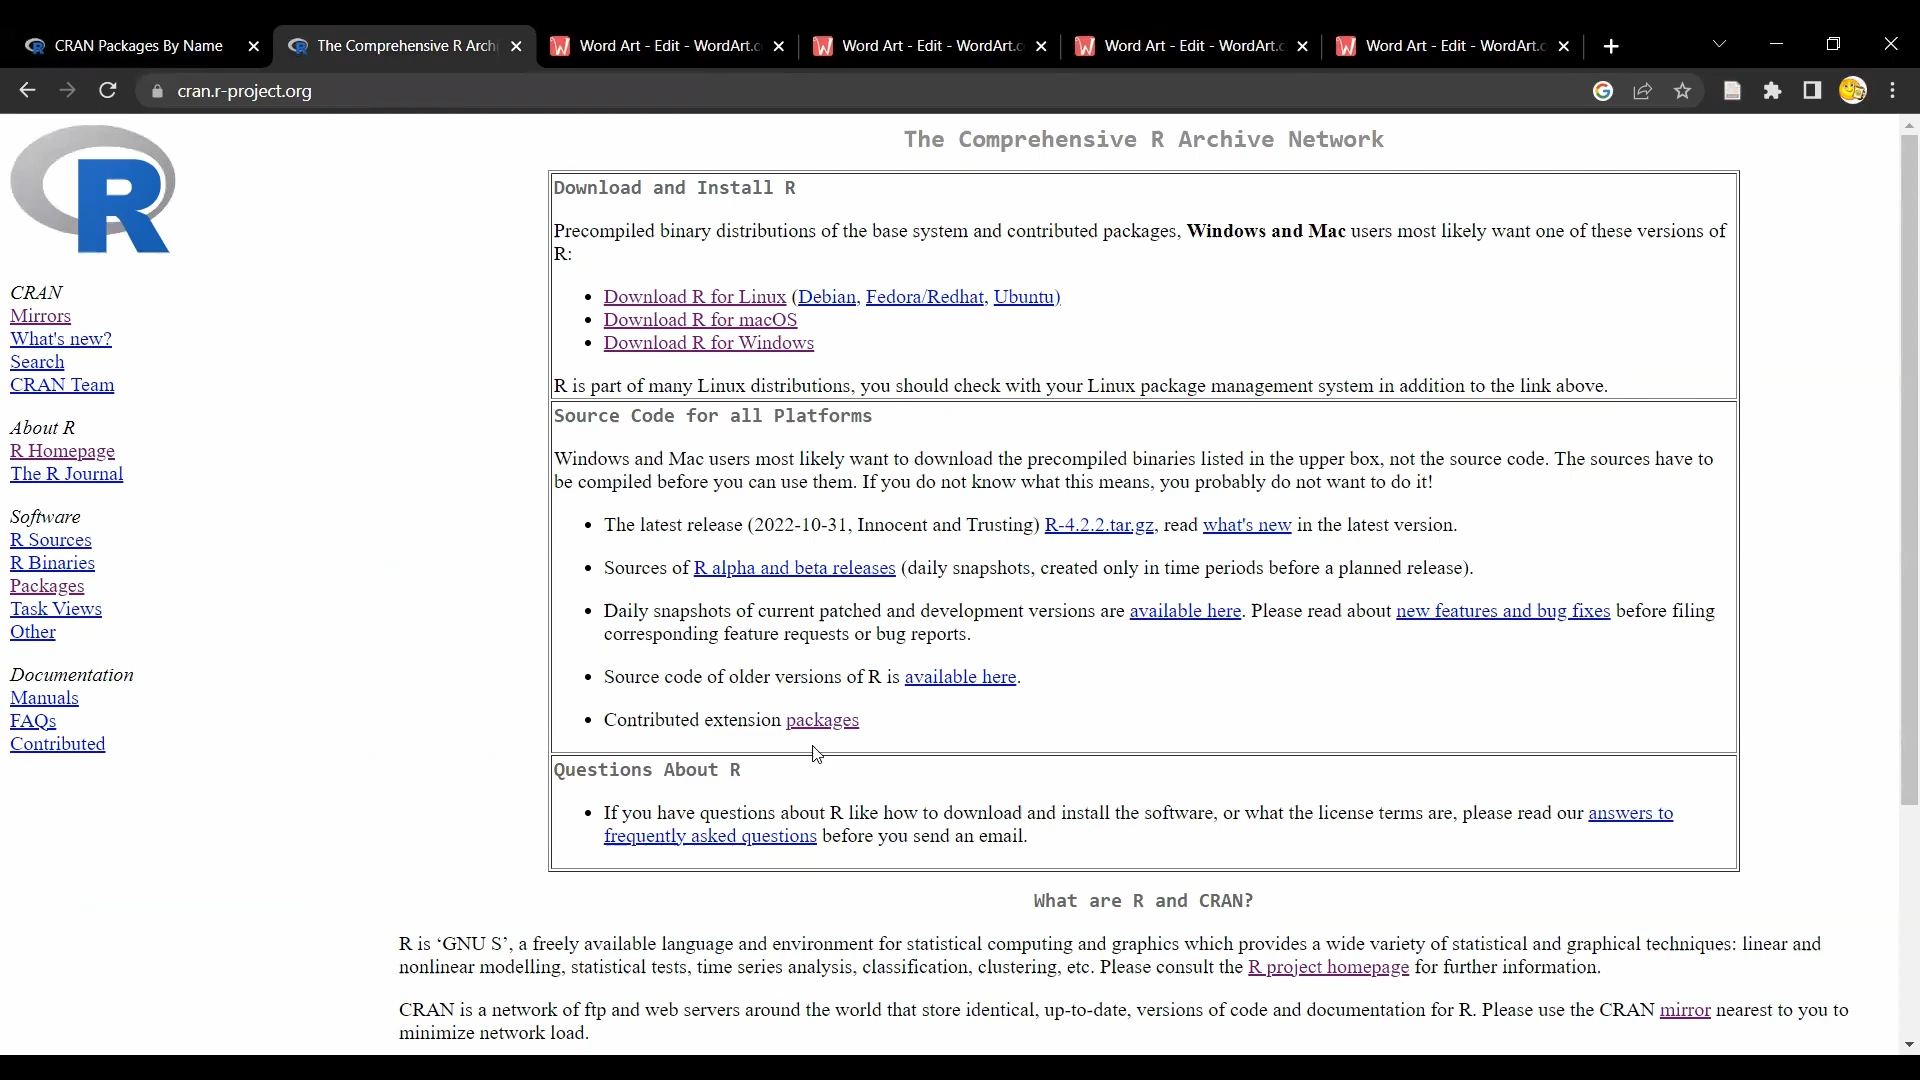 CRAN Packages By Name
The Comprehensive R Arch
Word Art - Edit - WordArt.c
Word Art - Edit - WordArt.c
Word Art - Edit - WordArt.c
Word Art - Edit - WordArt.c
cran.r-project.org
R
CRAN
Mirrors
What's new?
Search
CRAN Team
About R
R Homepage
The R Journal
Software
R Sources
R Binaries
Packages
Task Views
Other
Documentation
Manuals
FAQs
Contributed
The Comprehensive R Archive Network
Download and Install R
Precompiled binary distributions of the base system and contributed packages, Windows and Mac users most likely want one of these versions of
R:
• Download R for Linux (Debian, Fedora/Redhat, Ubuntu)
• Download R for macOS
• Download R for Windows
R is part of many Linux distributions, you should check with your Linux package management system in addition to the link above.
Source Code for all Platforms
Windows and Mac users most likely want to download the precompiled binaries listed in the upper box, not the source code. The sources have to
be compiled before you can use them. If you do not know what this means, you probably do not want to do it!
• The latest release (2022-10-31, Innocent and Trusting) R-4.2.2.tar.gz, read what's new in the latest version.
• Sources of R alpha and beta releases (daily snapshots, created only in time periods before a planned release).
• Daily snapshots of current patched and development versions are available here. Please read about new features and bug fixes before filing
corresponding feature requests or bug reports.
• Source code of older versions of R is available here.
• Contributed extension packages
Questions About R
• If you have questions about R like how to download and install the software, or what the license terms are, please read our answers to
frequently asked questions before you send an email.
What are R and CRAN?
R is ‘GNU S’, a freely available language and environment for statistical computing and graphics which provides a wide variety of statistical and graphical techniques: linear and
nonlinear modelling, statistical tests, time series analysis, classification, clustering, etc. Please consult the R project homepage for further information.
CRAN is a network of ftp and web servers around the world that store identical, up-to-date, versions of code and documentation for R. Please use the CRAN mirror nearest to you to
minimize network load.